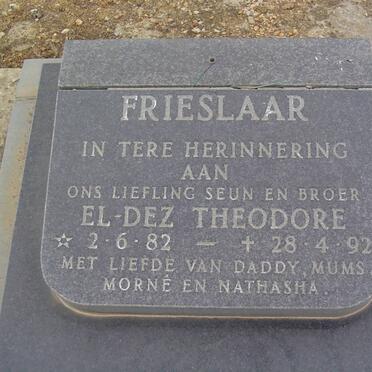 FRIESLAAR
IN TERE HERINNERING
AAN
ONS LIEFLING SEUN EN BROER
EL-DEZ THEODORE
☆ 2·6·82 — ✝ 28·4·92
MET LIEFDE VAN DADDY, MUMS
MORNÉ EN NATHASHA